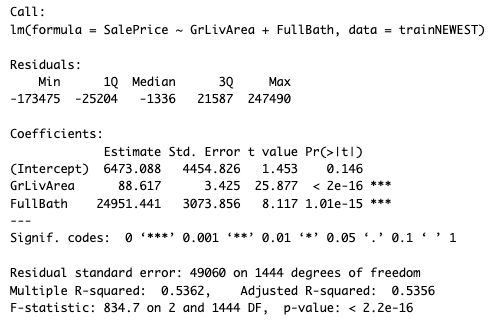 Call:
lm(formula = SalePrice ~ GrLivArea + FullBath, data = trainNEWEST)
Residuals:
Min 1Q Median 3Q Max
-173475 -25204 -1336 21587 247490
Coefficients:
Estimate Std. Error t value Pr(>|t|)
(Intercept) 6473.088 4454.826 1.453 0.146
GrLivArea 88.617 3.425 25.877 < 2e-16 ***
FullBath 24951.441 3073.856 8.117 1.01e-15 ***
---
Signif. codes: 0 ‘***’ 0.001 ‘**’ 0.01 ‘*’ 0.05 ‘.’ 0.1 ‘ ’ 1
Residual standard error: 49060 on 1444 degrees of freedom
Multiple R-squared: 0.5362, Adjusted R-squared: 0.5356
F-statistic: 834.7 on 2 and 1444 DF, p-value: < 2.2e-16